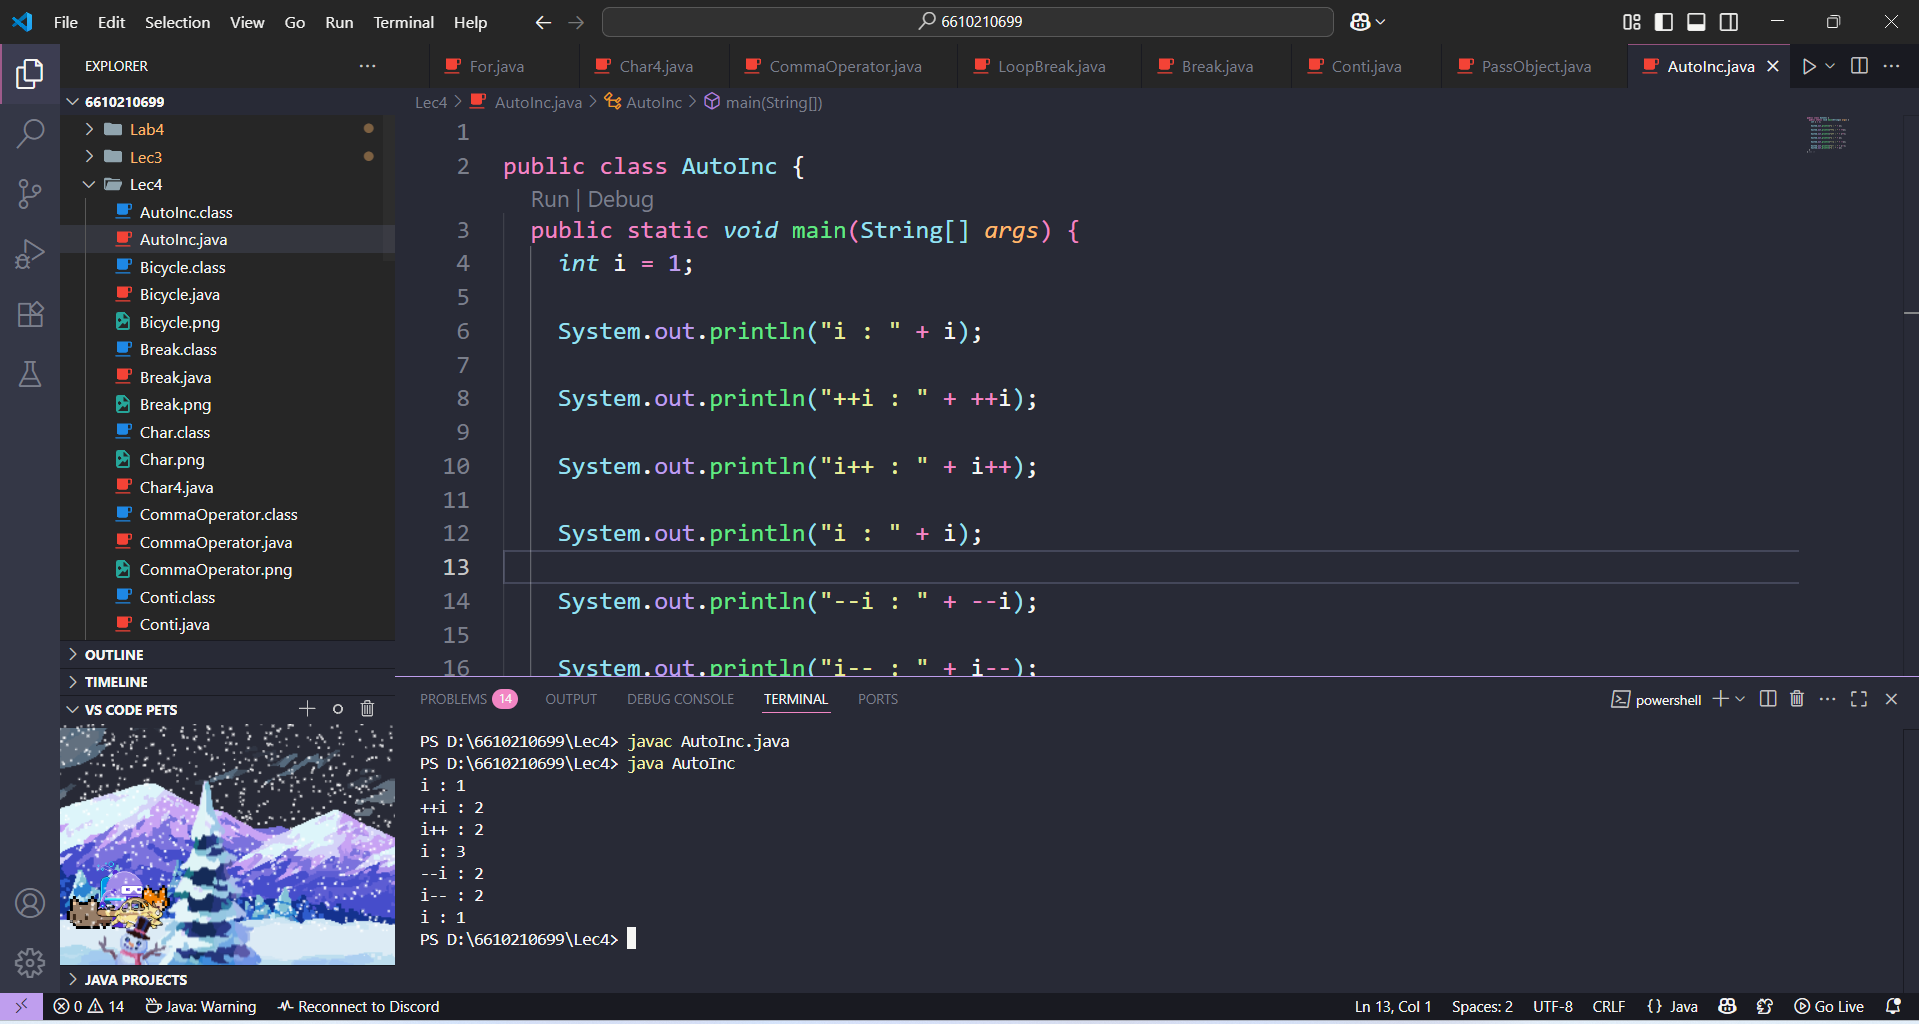 File Edit Selection View Go Run Terminal Help
6610210699
EXPLORER
For.java
Char4.java
CommaOperator.java
LoopBreak.java
Break.java
Conti.java
PassObject.java
AutoInc.java
6610210699
Lab4
Lec3
Lec4
AutoInc.class
AutoInc.java
Bicycle.class
Bicycle.java
Bicycle.png
Break.class
Break.java
Break.png
Char.class
Char.png
Char4.java
CommaOperator.class
CommaOperator.java
CommaOperator.png
Conti.class
Conti.java
OUTLINE
TIMELINE
VS CODE PETS
JAVA PROJECTS
Lec4 > AutoInc.java > AutoInc > main(String[])
1
2 public class AutoInc {
Run | Debug
3 public static void main(String[] args) {
4 int i = 1;
5
6 System.out.println("i : " + i);
7
8 System.out.println("++i : " + ++i);
9
10 System.out.println("i++ : " + i++);
11
12 System.out.println("i : " + i);
13
14 System.out.println("--i : " + --i);
15
16 System.out.println("i-- : " + i--);
PROBLEMS 14 OUTPUT DEBUG CONSOLE TERMINAL PORTS
powershell
PS D:\6610210699\Lec4> javac AutoInc.java
PS D:\6610210699\Lec4> java AutoInc
i : 1
++i : 2
i++ : 2
i : 3
--i : 2
i-- : 2
i : 1
PS D:\6610210699\Lec4>
0 14 Java: Warning Reconnect to Discord
Ln 13, Col 1 Spaces: 2 UTF-8 CRLF {} Java Go Live